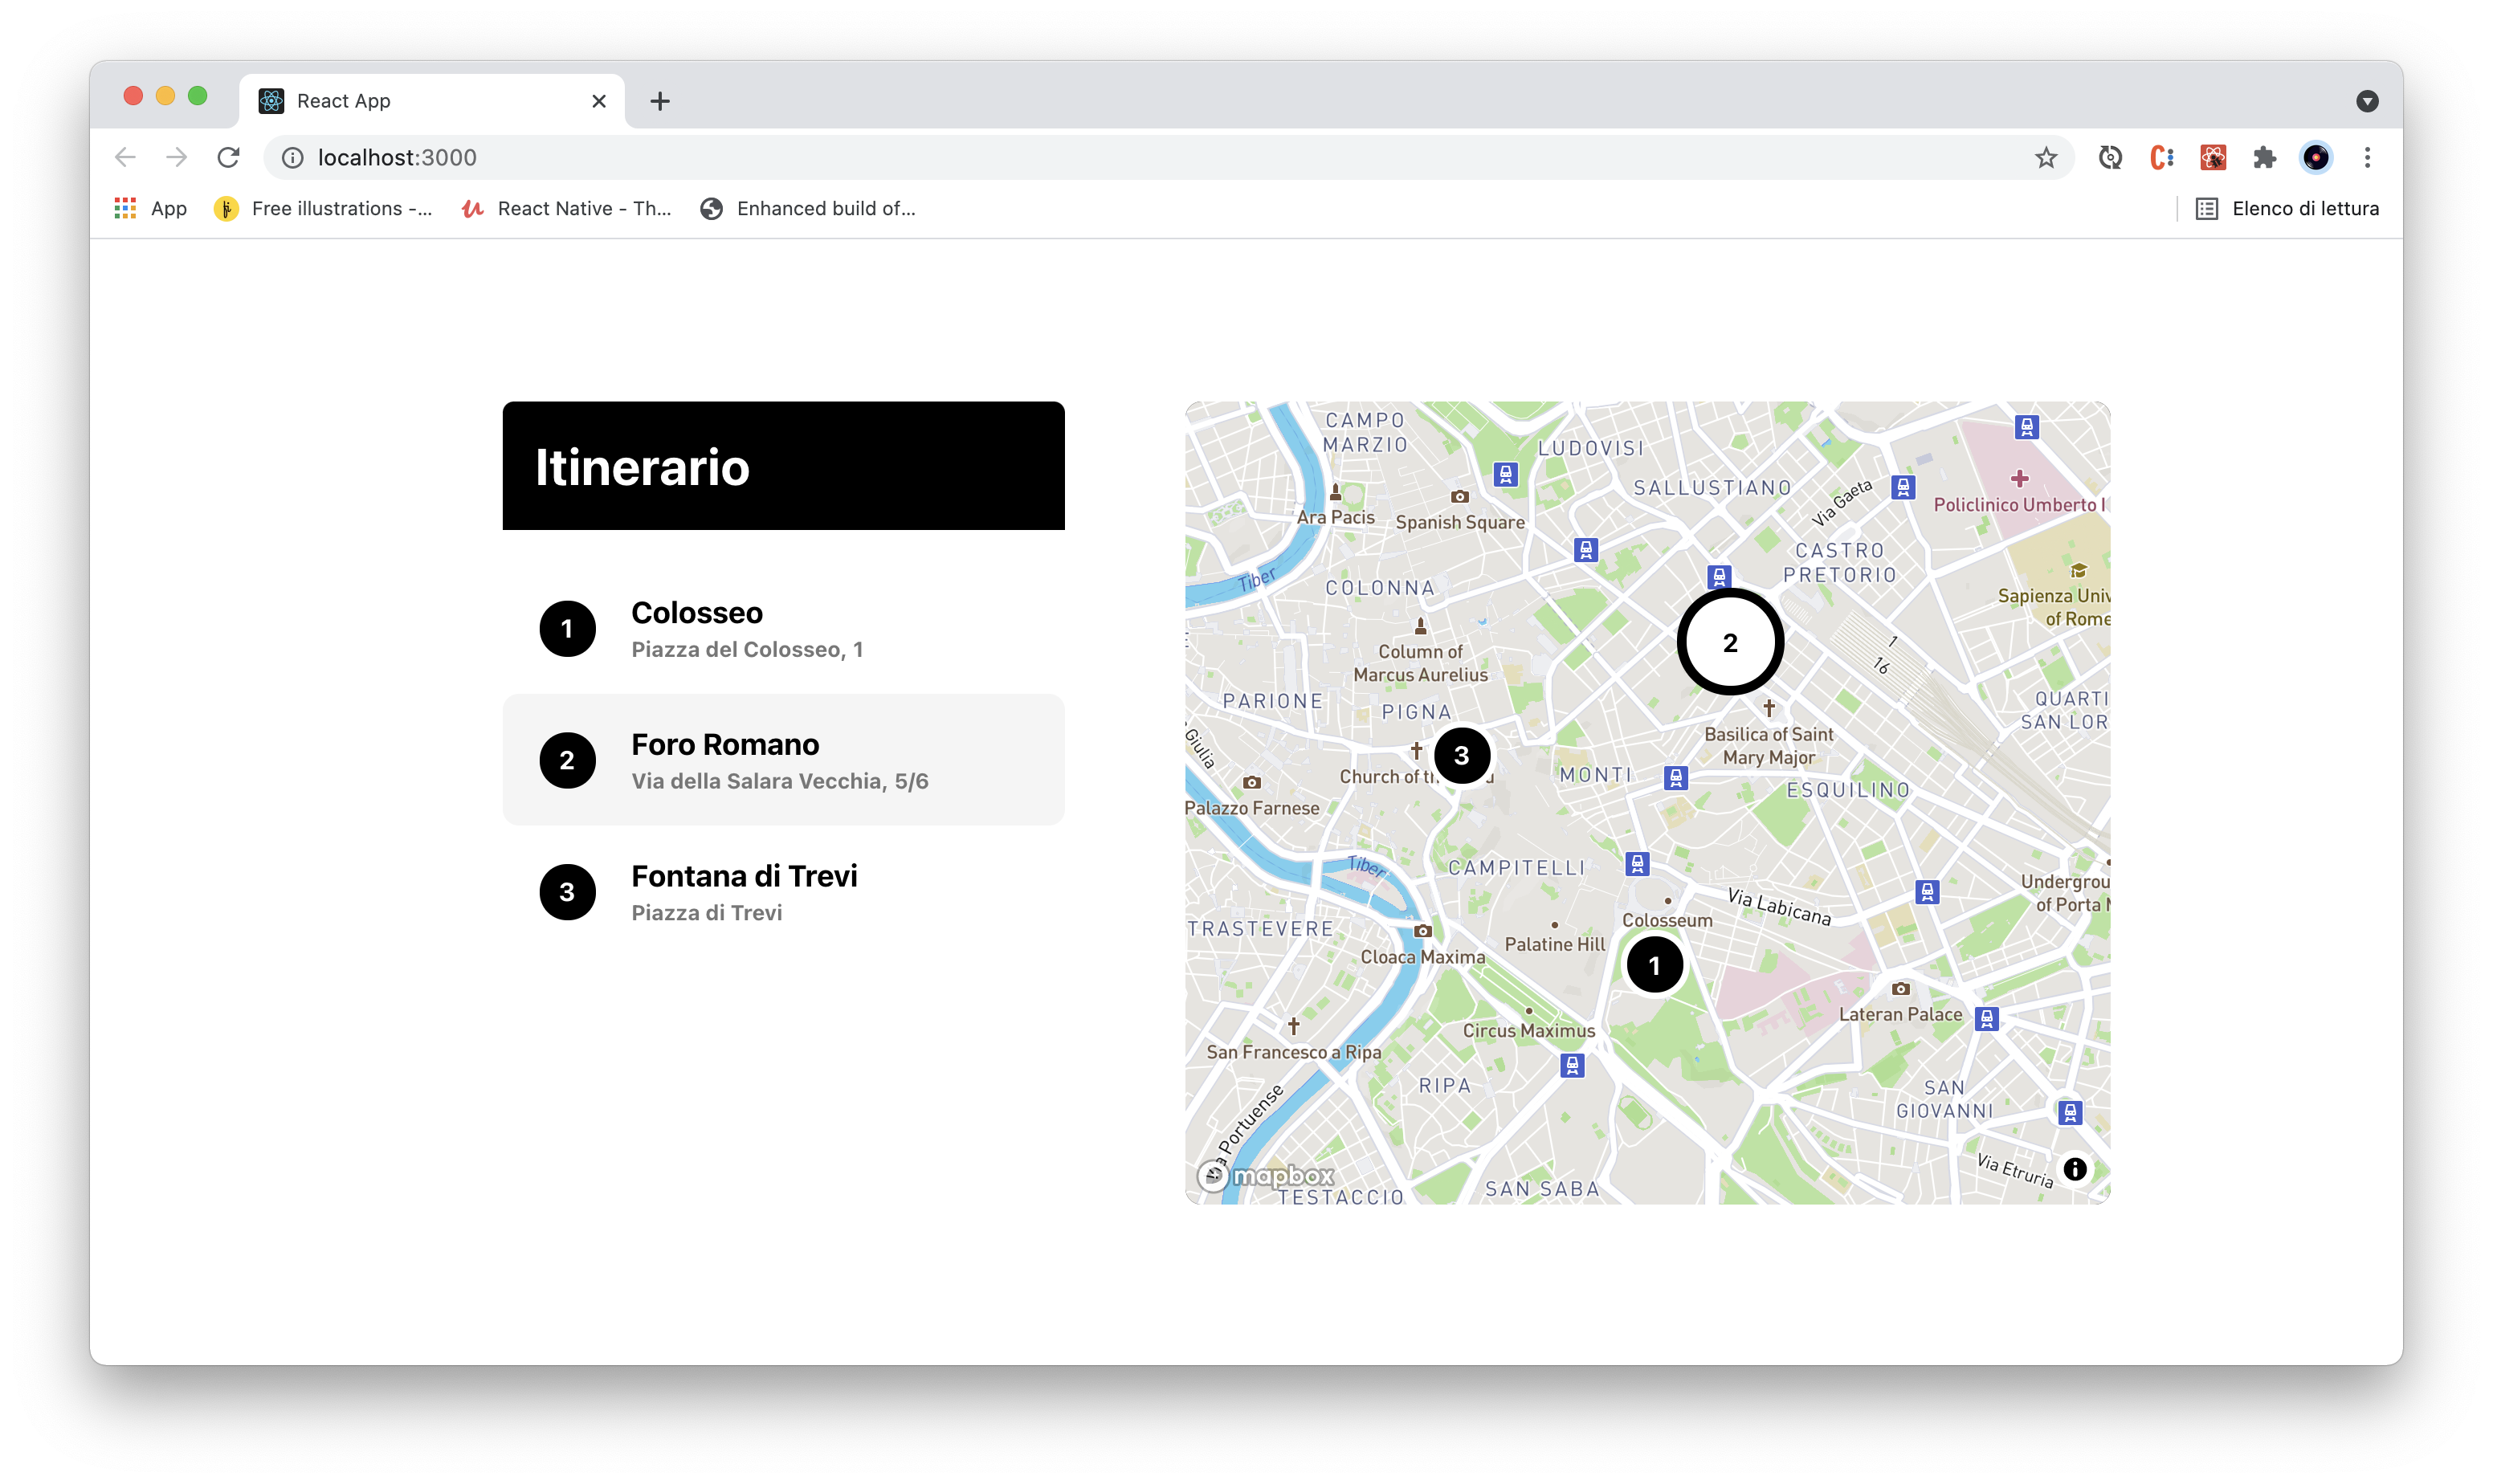 React App
localhost:3000
App
Free illustrations -...
React Native - Th...
Enhanced build of...
Elenco di lettura
Itinerario
1
Colosseo
Piazza del Colosseo, 1
2
Foro Romano
Via della Salara Vecchia, 5/6
3
Fontana di Trevi
Piazza di Trevi
CAMPO
MARZIO
LUDOVISI
SALLUSTIANO
Via Gaeta
Policlinico Umberto I
Ara Pacis
Spanish Square
CASTRO
PRETORIO
Tiber
COLONNA
Sapienza Univ
of Rome
2
1
16
Column of
Marcus Aurelius
PARIONE
PIGNA
QUARTI
SAN LOR
Giulia
Basilica of Saint
Mary Major
3
Church of th
MONTI
ESQUILINO
Palazzo Farnese
Tiber
CAMPITELLI
Undergrou
of Porta M
Via Labicana
Colosseum
TRASTEVERE
Palatine Hill
Cloaca Maxima
1
Lateran Palace
Circus Maximus
San Francesco a Ripa
RIPA
SAN
GIOVANNI
Via Portuense
Via Etruria
mapbox
TESTACCIO
SAN SABA